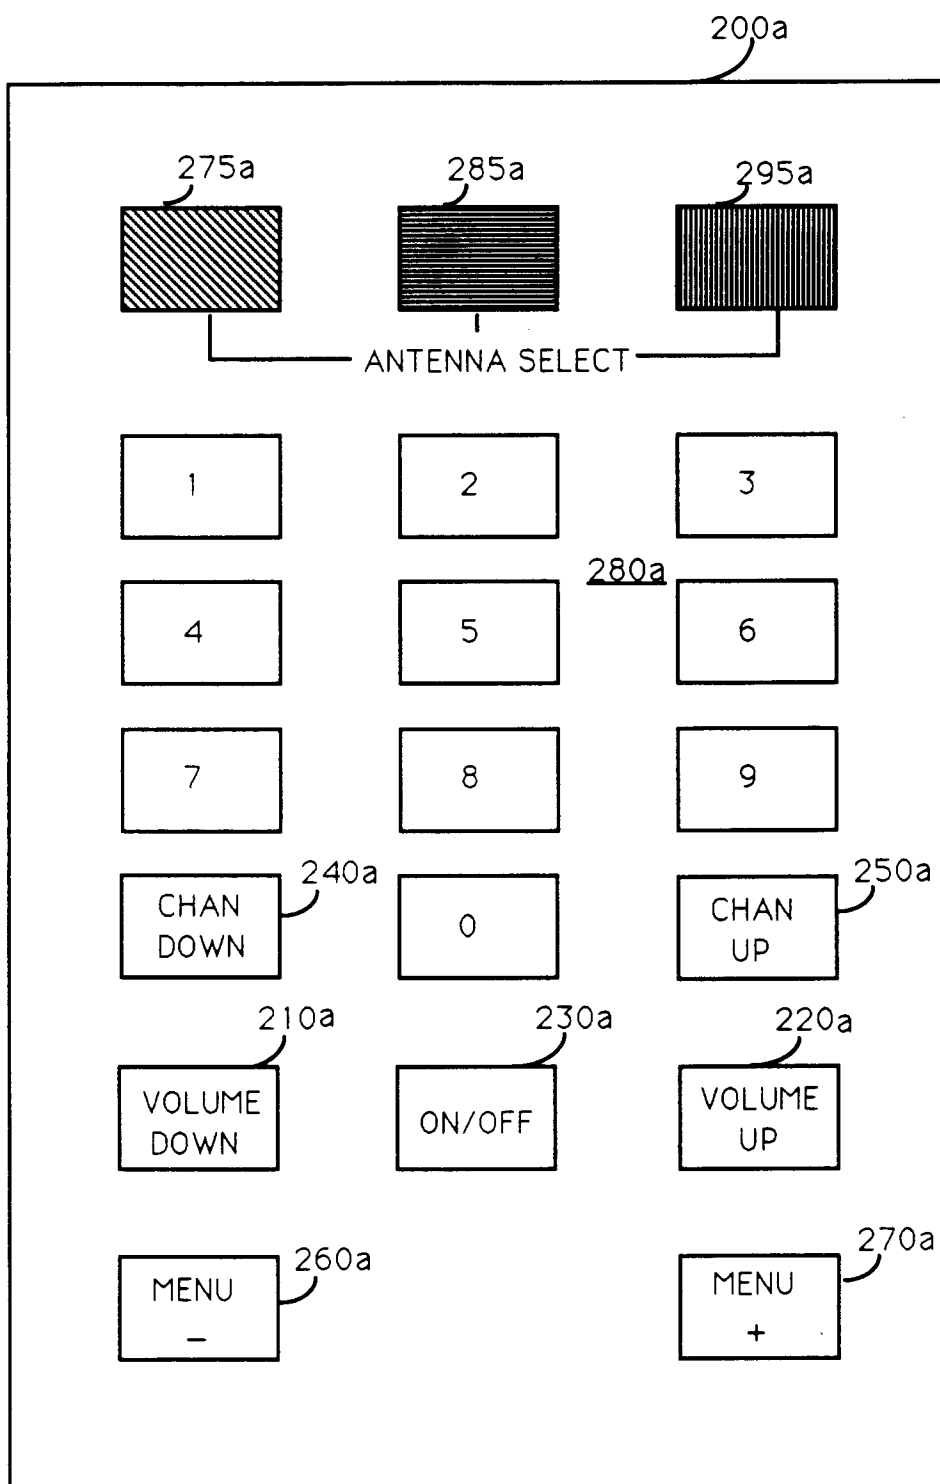 200a
275a 285a 295a
ANTENNA SELECT
1 2 3
280a
4 5 6
7 8 9
240a 250a
CHAN
DOWN
0
CHAN
UP
210a 230a 220a
VOLUME
DOWN
ON/OFF
VOLUME
UP
260a 270a
MENU
−
MENU
+